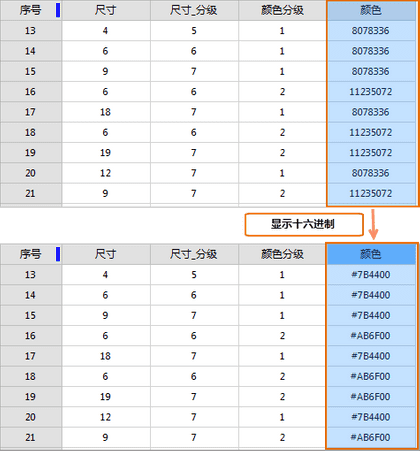 序号 尺寸 尺寸_分级 颜色分级 颜色
13 4 5 1 8078336
14 6 6 1 8078336
15 9 7 1 8078336
16 6 6 2 11235072
17 18 7 1 8078336
18 6 6 2 11235072
19 19 7 2 11235072
20 12 7 1 8078336
21 9 7 2 11235072
显示十六进制
序号 尺寸 尺寸_分级 颜色分级 颜色
13 4 5 1 #7B4400
14 6 6 1 #7B4400
15 9 7 1 #7B4400
16 6 6 2 #AB6F00
17 18 7 1 #7B4400
18 6 6 2 #AB6F00
19 19 7 2 #AB6F00
20 12 7 1 #7B4400
21 9 7 2 #AB6F00